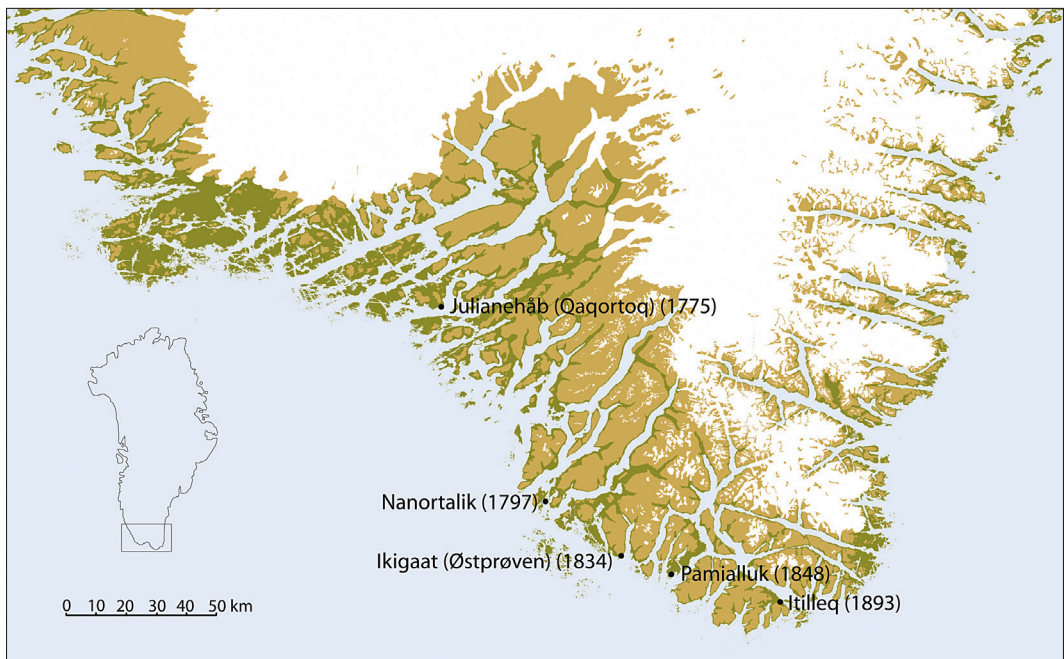 Julianehåb (Qaqortoq) (1775)
Nanortalik (1797)
Ikigaat (Østprøven) (1834)
Pamialluk (1848)
Itilleq (1893)
0 10 20 30 40 50 km